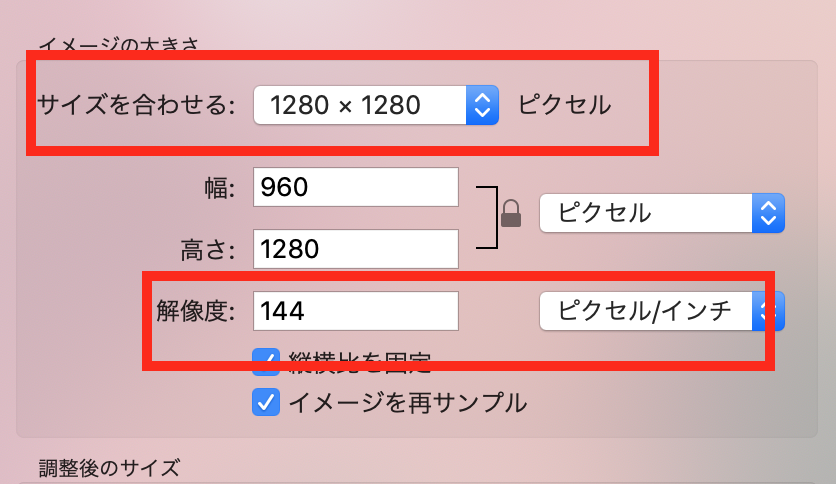 イメージの大きさ
サイズを合わせる: 1280 × 1280 ピクセル
幅: 960
ピクセル
高さ: 1280
解像度: 144 ピクセル/インチ
縦横比を固定
イメージを再サンプル
調整後のサイズ